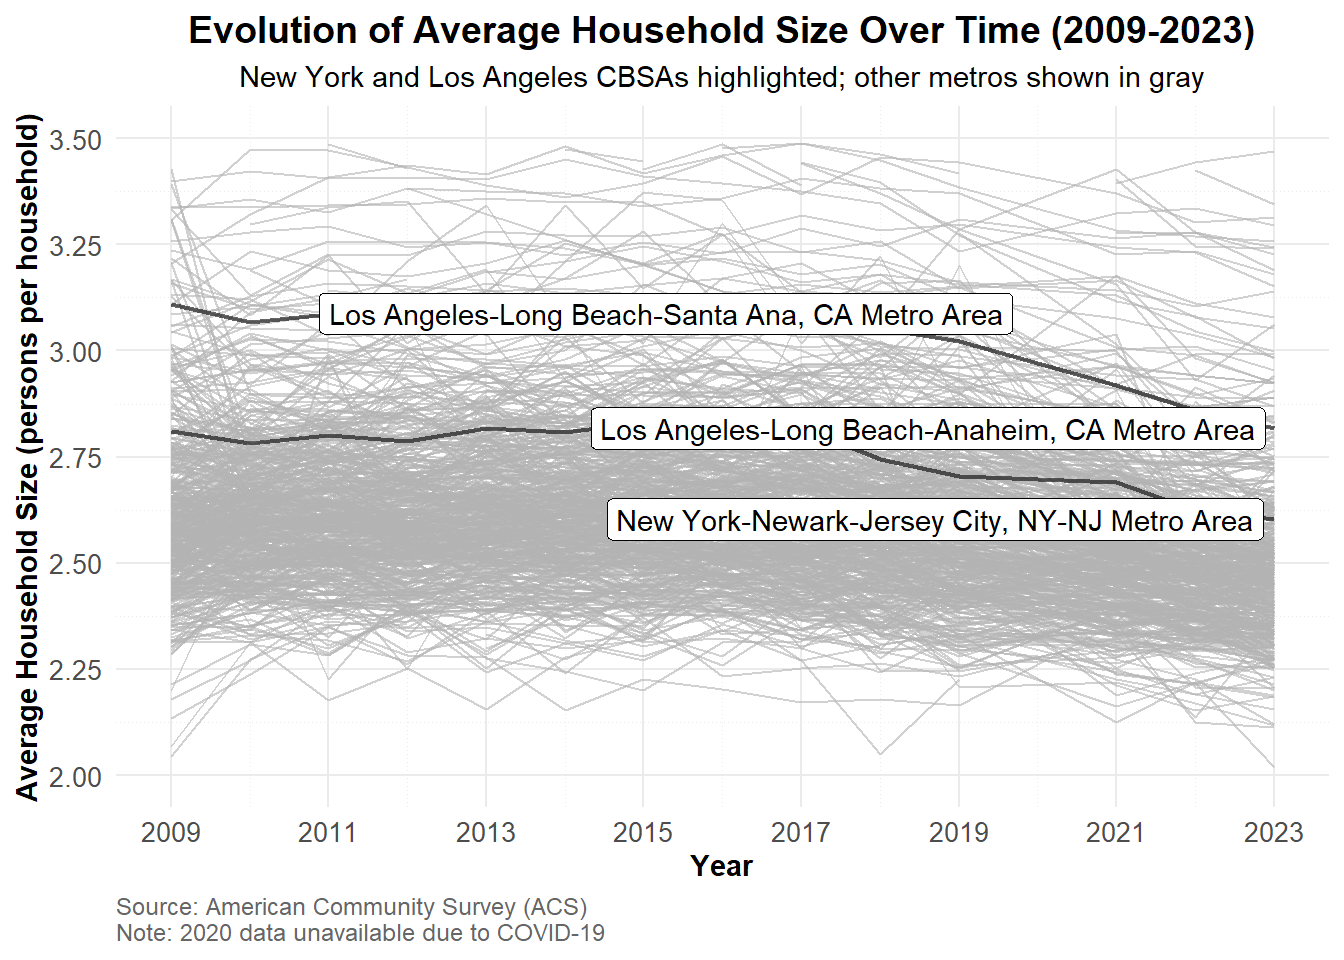 Evolution of Average Household Size Over Time (2009-2023)
New York and Los Angeles CBSAs highlighted; other metros shown in gray
Average Household Size (persons per household)
3.50
3.25
3.00
2.75
2.50
2.25
2.00
Los Angeles-Long Beach-Santa Ana, CA Metro Area
Los Angeles-Long Beach-Anaheim, CA Metro Area
New York-Newark-Jersey City, NY-NJ Metro Area
2009 2011 2013 2015 2017 2019 2021 2023
Year
Source: American Community Survey (ACS)
Note: 2020 data unavailable due to COVID-19